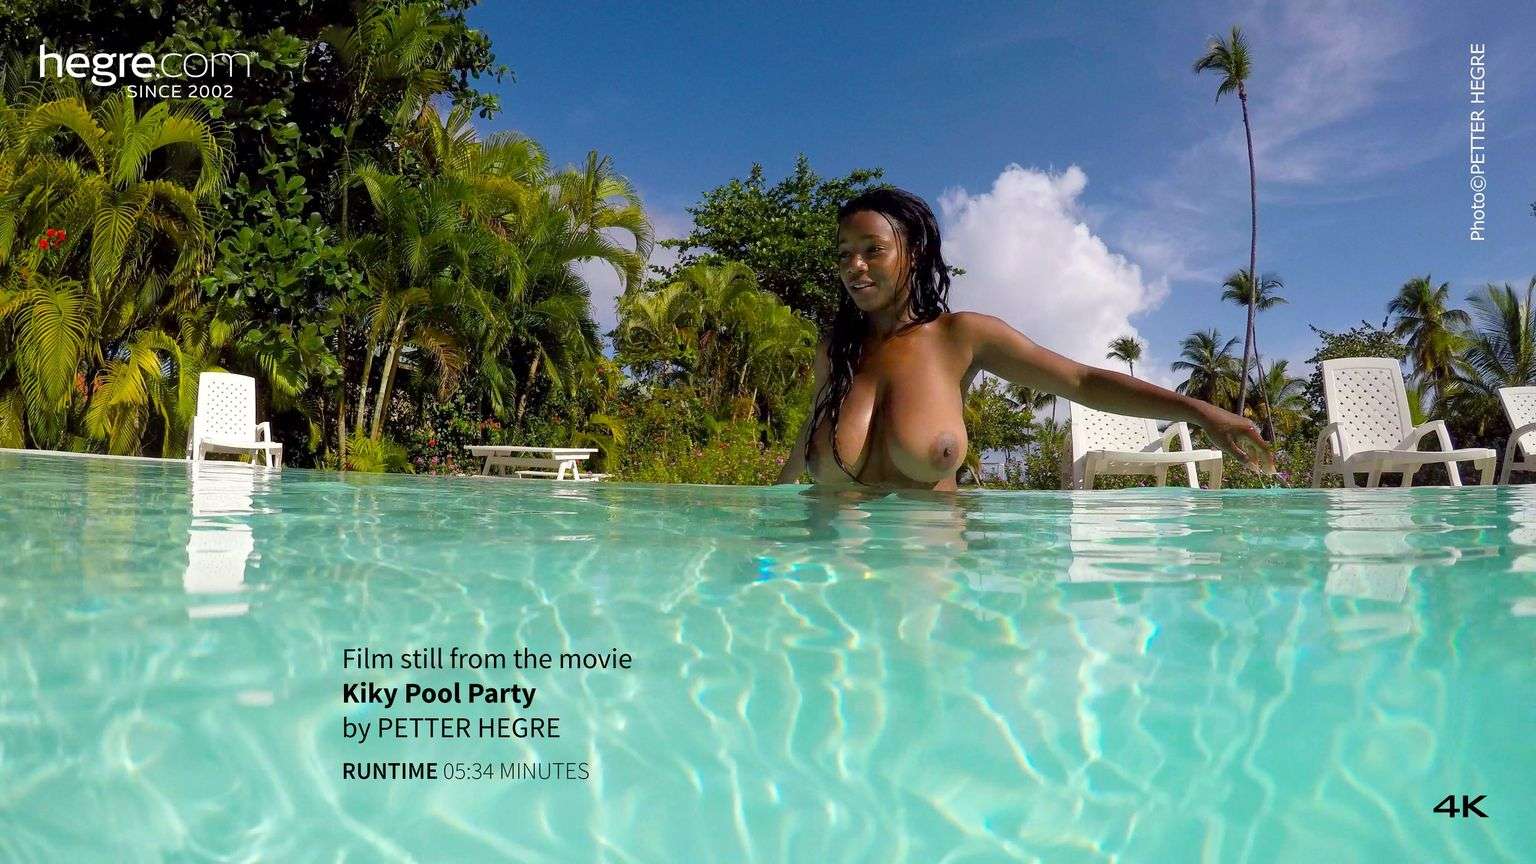 hegre.com
SINCE 2002
Photo©PETTER HEGRE
Film still from the movie
Kiky Pool Party
by PETTER HEGRE
RUNTIME 05:34 MINUTES
4K